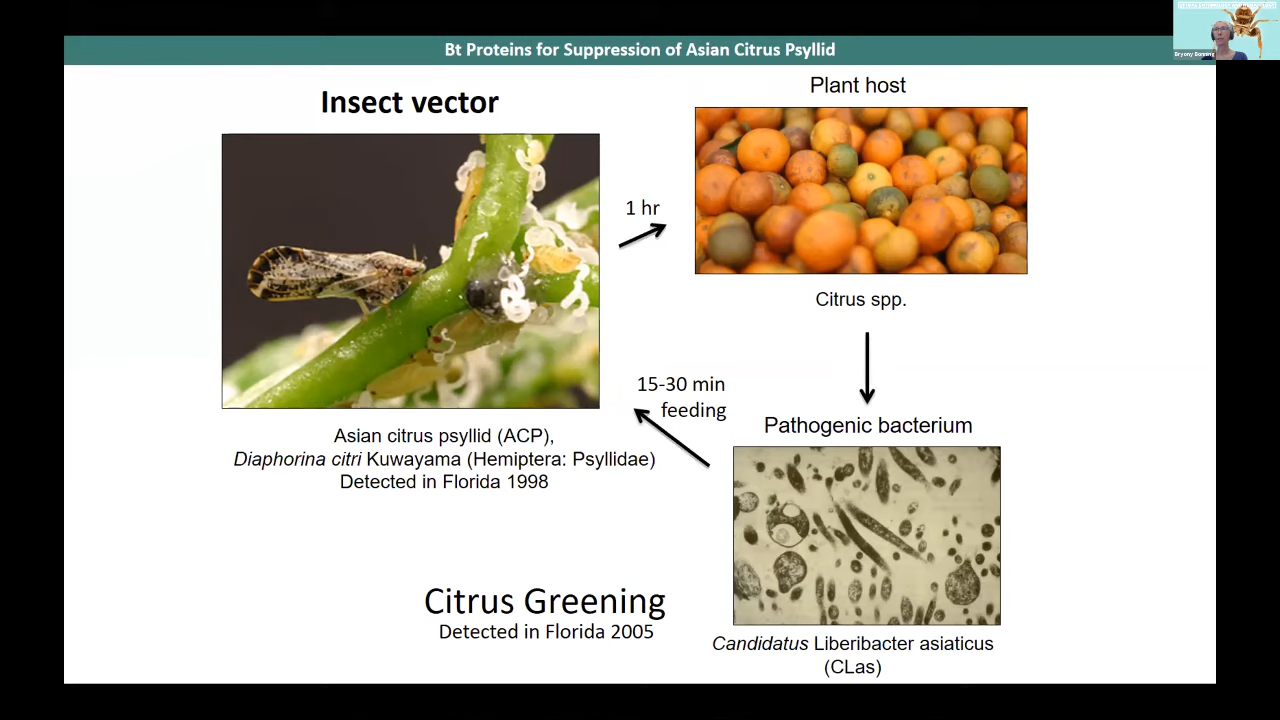 Bt Proteins for Suppression of Asian Citrus Psyllid
Insect vector
Plant host
1 hr
Citrus spp.
15-30 min
feeding
Asian citrus psyllid (ACP),
Diaphorina citri Kuwayama (Hemiptera: Psyllidae)
Detected in Florida 1998
Pathogenic bacterium
Citrus Greening
Detected in Florida 2005
Candidatus Liberibacter asiaticus
(CLas)
Bryony Bonning